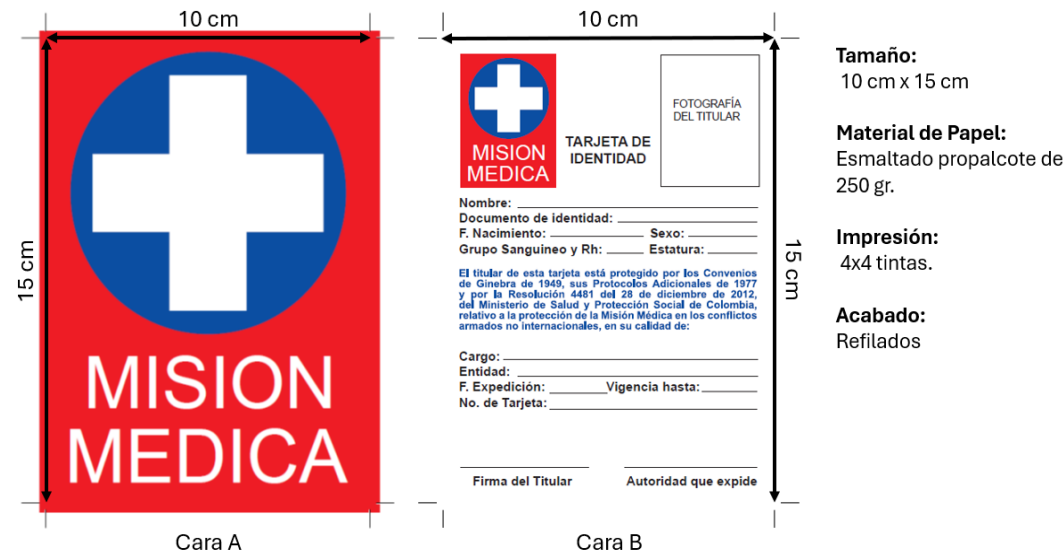 10 cm
15 cm
MISION
MEDICA
Cara A
10 cm
15 cm
MISION
MEDICA
TARJETA DE
IDENTIDAD
FOTOGRAFÍA
DEL TITULAR
Nombre:
Documento de identidad:
F. Nacimiento: Sexo:
Grupo Sanguineo y Rh: Estatura:
El titular de esta tarjeta está protegido por los Convenios
de Ginebra de 1949, sus Protocolos Adicionales de 1977
y por la Resolución 4481 del 28 de diciembre de 2012,
del Ministerio de Salud y Protección Social de Colombia,
relativo a la protección de la Misión Médica en los conflictos
armados no internacionales, en su calidad de:
Cargo:
Entidad:
F. Expedición: Vigencia hasta:
No. de Tarjeta:
Firma del Titular Autoridad que expide
Cara B
Tamaño:
10 cm x 15 cm
Material de Papel:
Esmaltado propalcote de
250 gr.
Impresión:
4x4 tintas.
Acabado:
Refilados